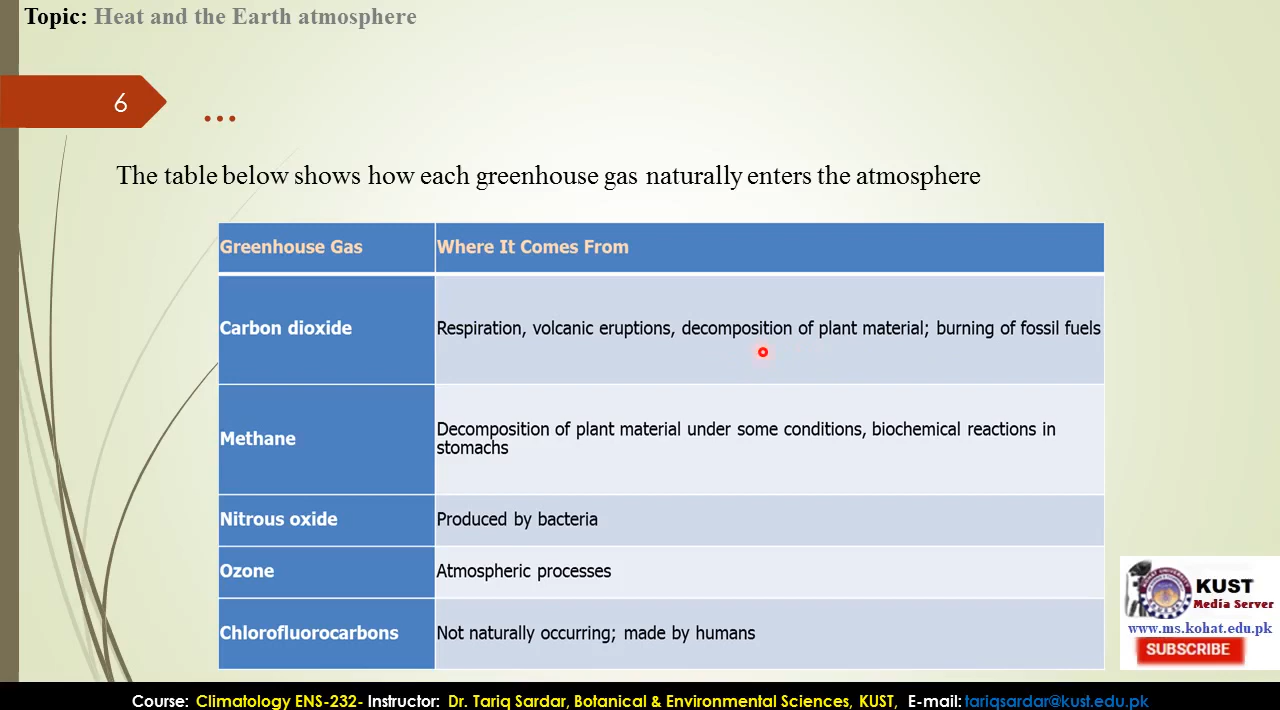 Topic: Heat and the Earth atmosphere
6
...
The table below shows how each greenhouse gas naturally enters the atmosphere
Greenhouse Gas Where It Comes From
Carbon dioxide Respiration, volcanic eruptions, decomposition of plant material; burning of fossil fuels
Methane Decomposition of plant material under some conditions, biochemical reactions in
stomachs
Nitrous oxide Produced by bacteria
Ozone Atmospheric processes
Chlorofluorocarbons Not naturally occurring; made by humans
KUST
Media Server
www.ms.kohat.edu.pk
SUBSCRIBE
Course: Climatology ENS-232- Instructor: Dr. Tariq Sardar, Botanical & Environmental Sciences, KUST, E-mail: tariqsardar@kust.edu.pk